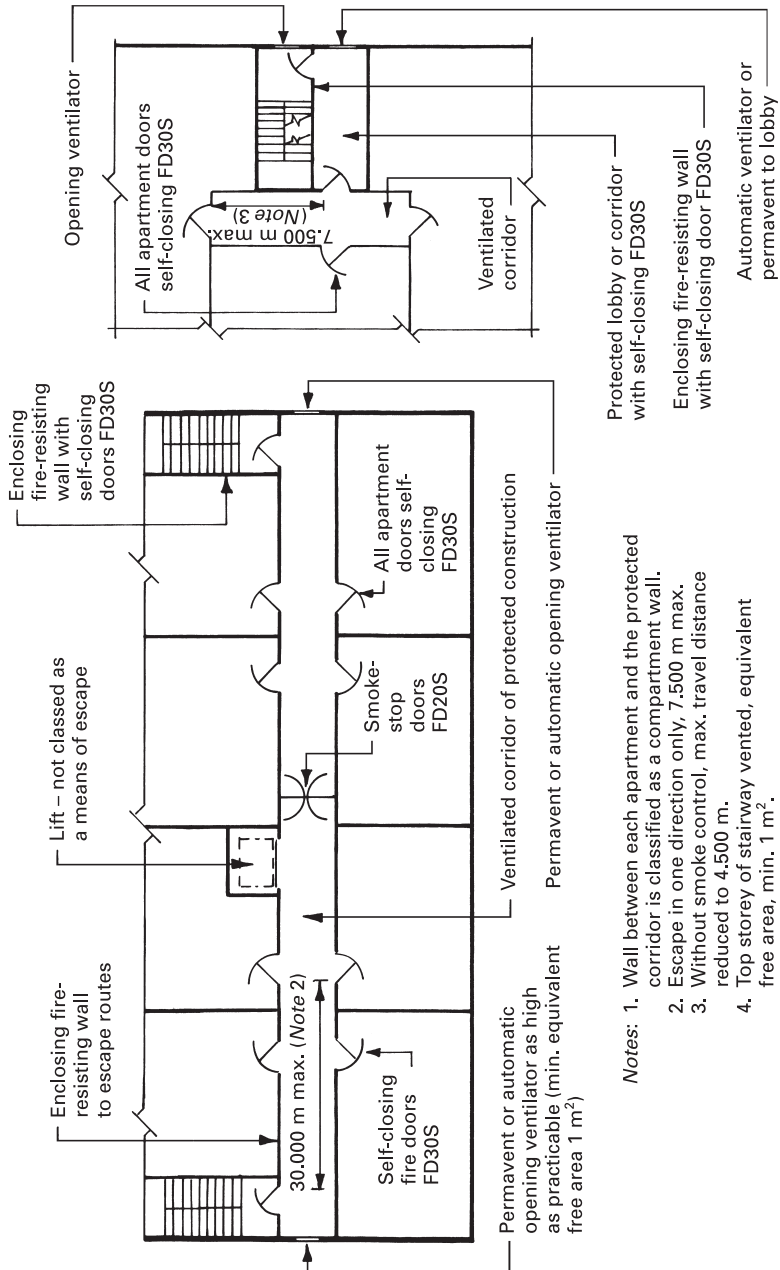 Enclosing fire-
resisting wall
to escape routes
Lift – not classed as
a means of escape
Enclosing
fire-resisting
wall with
self-closing
doors FD30S
30.000 m max. (Note 2)
Self-closing
fire doors
FD30S
Smoke-
stop
doors
FD20S
All apartment
doors self-
closing
FD30S
Permavent or automatic
opening ventilator as high
as practicable (min. equivalent
free area 1 m²)
Ventilated corridor of protected construction
Permavent or automatic opening ventilator
Opening ventilator
All apartment doors
self-closing FD30S
7.500 m max.
(Note 3)
Ventilated
corridor
Protected lobby or corridor
with self-closing FD30S
Enclosing fire-resisting wall
with self-closing door FD30S
Automatic ventilator or
permavent to lobby
Notes: 1. Wall between each apartment and the protected
corridor is classified as a compartment wall.
2. Escape in one direction only, 7.500 m max.
3. Without smoke control, max. travel distance
reduced to 4.500 m.
4. Top storey of stairway vented, equivalent
free area, min. 1 m².